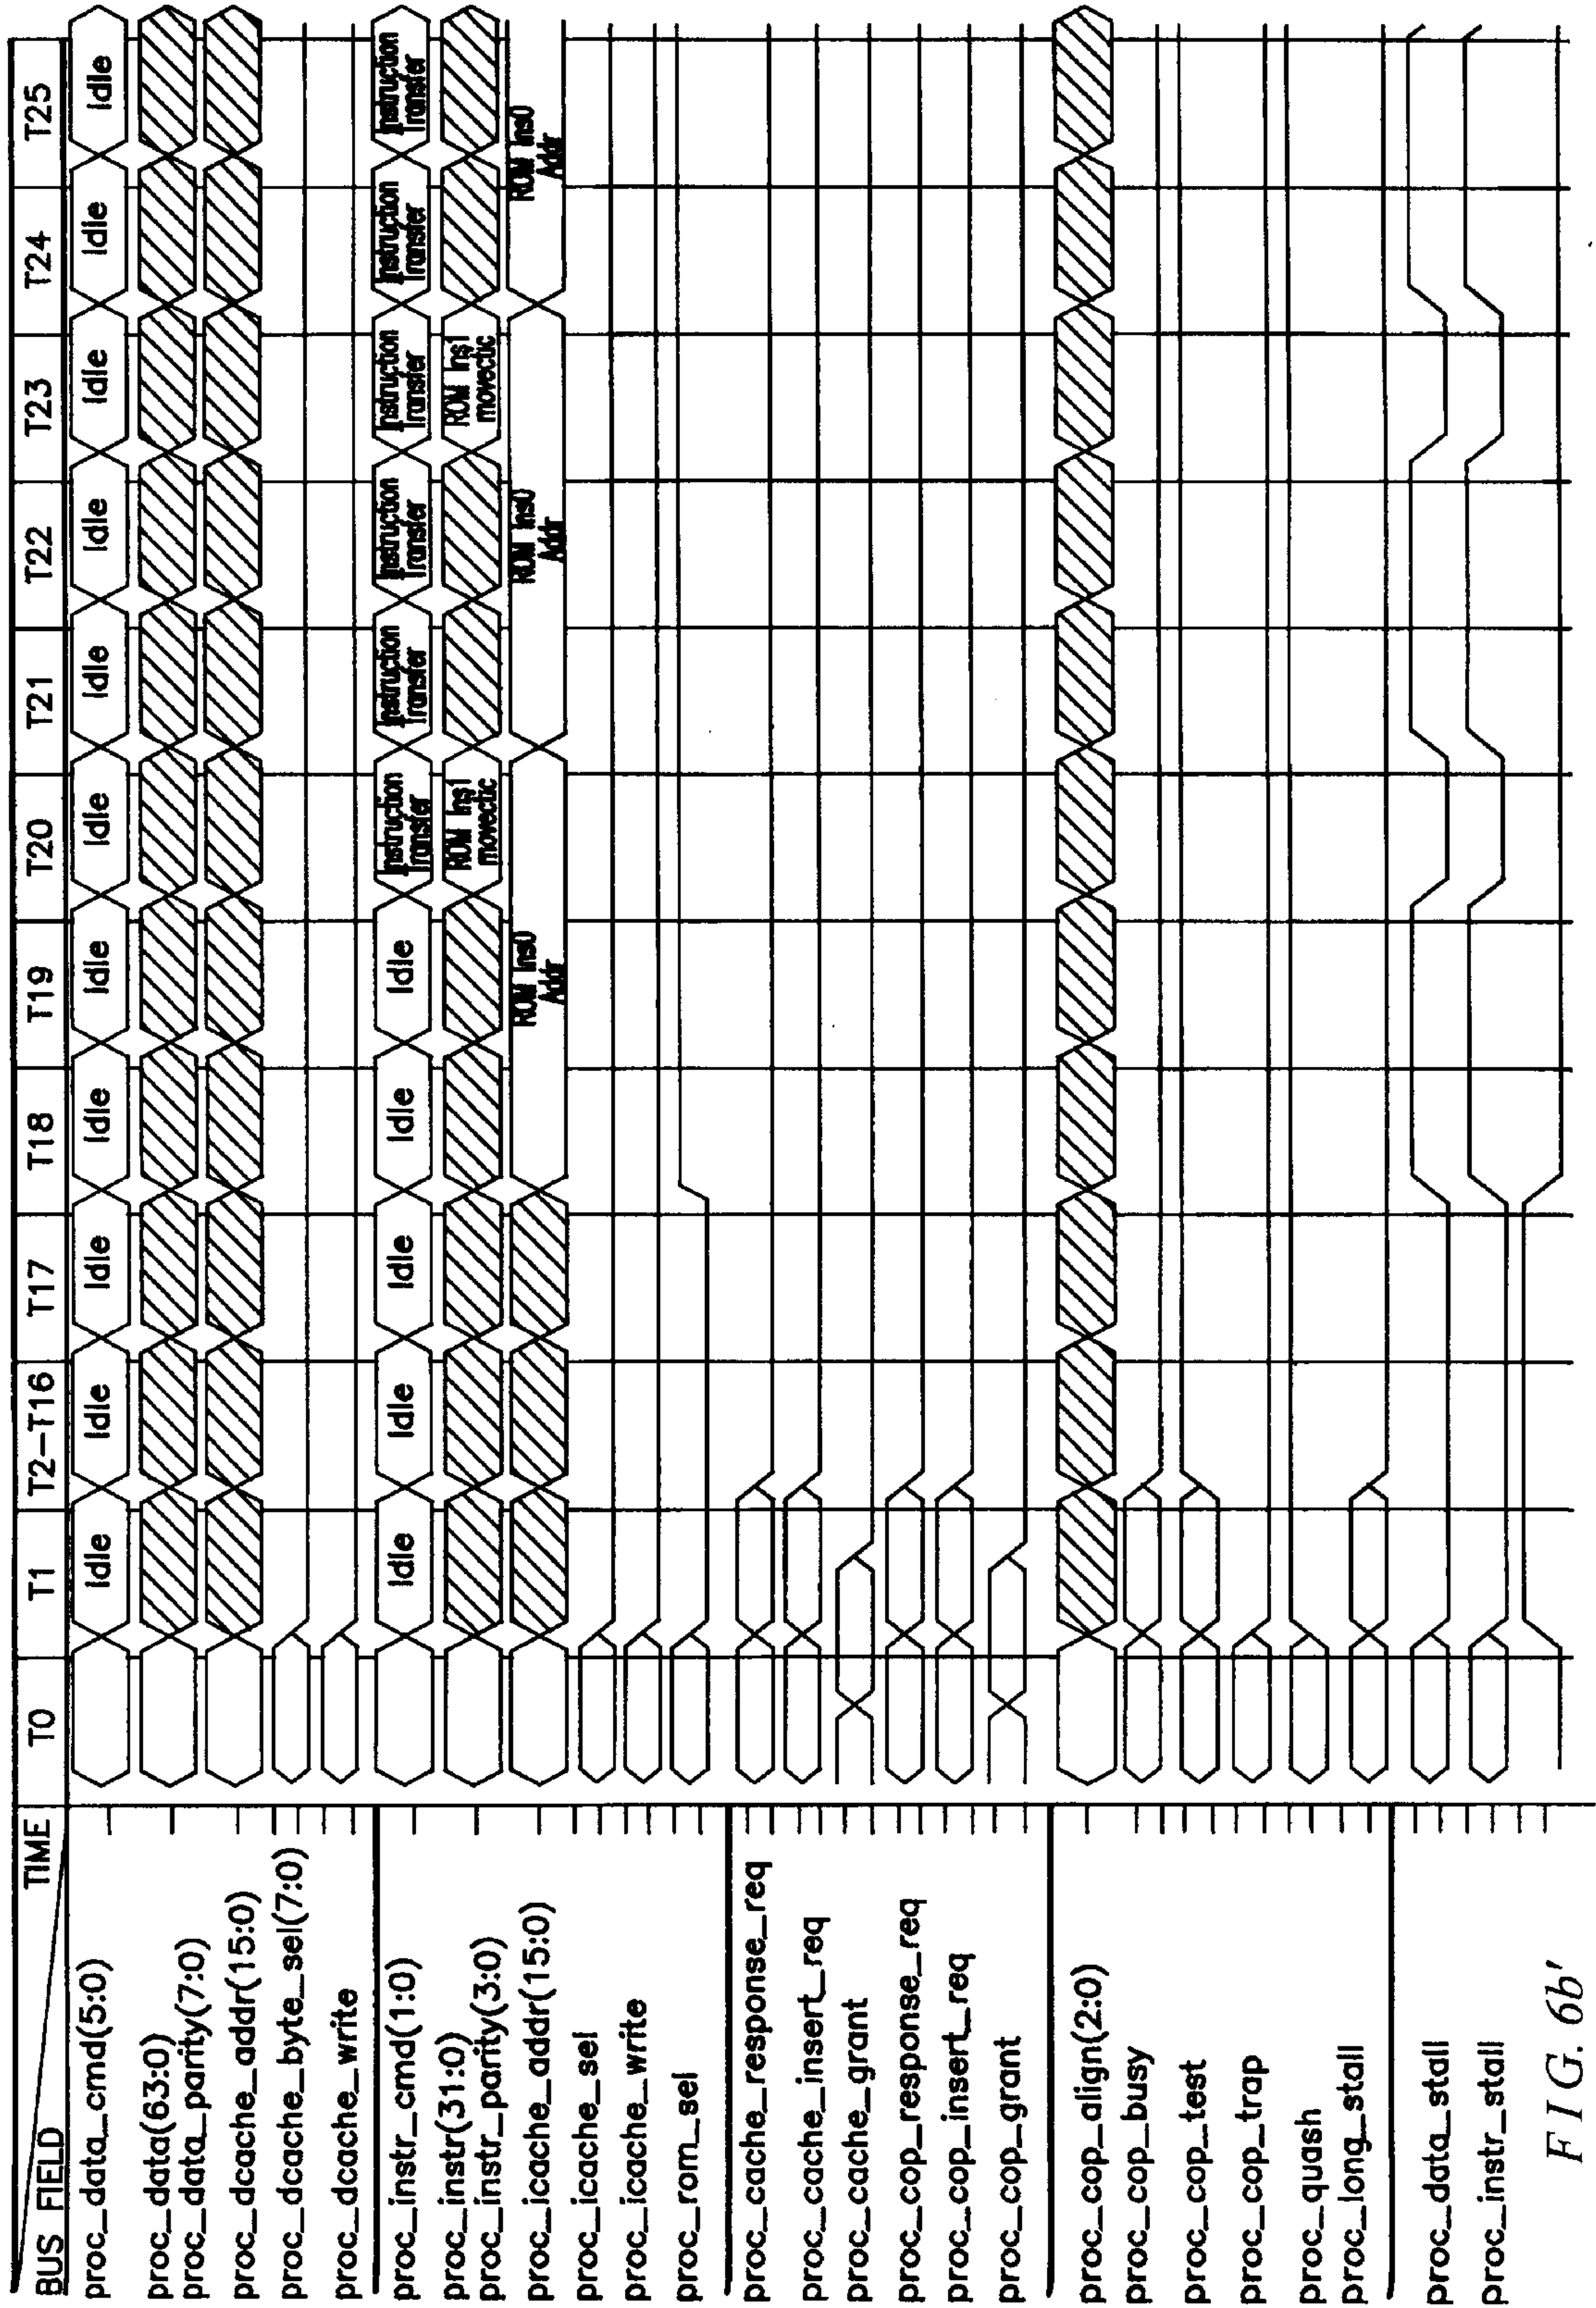 BUS FIELD TIME T0 T1 T2-T16 T17 T18 T19 T20 T21 T22 T23 T24 T25
proc_data_cmd(5:0) Idle Idle Idle Idle Idle Idle Idle Idle Idle Idle Idle
proc_data(63:0)
proc_data_parity(7:0)
proc_dcache_addr(15:0)
proc_dcache_byte_sel(7:0)
proc_dcache_write
proc_instr_cmd(1:0) Idle Idle Idle Idle Idle Instruction Transfer Instruction Transfer Instruction Transfer Instruction Transfer Instruction Transfer Instruction Transfer
proc_instr(31:0) ROM Ins1 movectic ROM Ins1 movectic
proc_instr_parity(3:0)
proc_icache_addr(15:0) ROM Ins0 Addr ROM Ins0 Addr ROM Ins0 Addr
proc_icache_sel
proc_icache_write
proc_rom_sel
proc_cache_response_req
proc_cache_insert_req
proc_cache_grant
proc_cop_response_req
proc_cop_insert_req
proc_cop_grant
proc_cop_align(2:0)
proc_cop_busy
proc_cop_test
proc_cop_trap
proc_quash
proc_long_stall
proc_data_stall
proc_instr_stall
FIG. 6b'